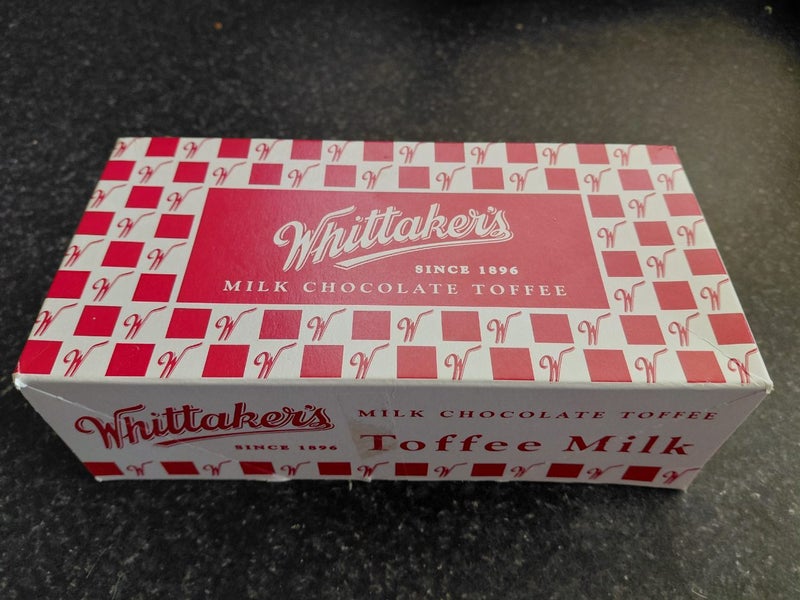 Whittaker's
SINCE 1896
MILK CHOCOLATE TOFFEE
Whittaker's
SINCE 1896
MILK CHOCOLATE TOFFEE
Toffee Milk